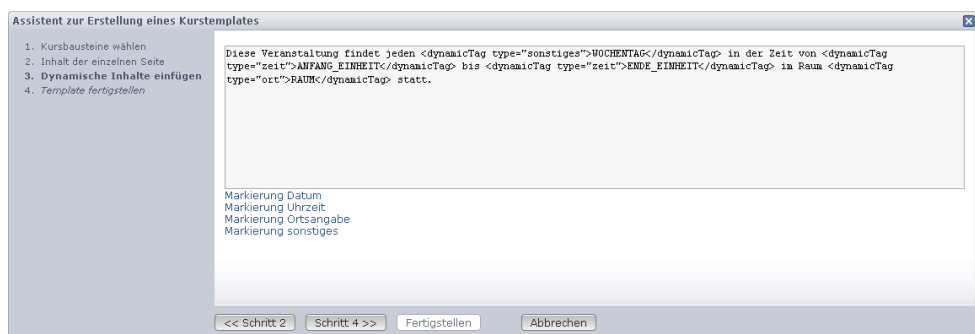 Assistent zur Erstellung eines Kurstemplates
1. Kursbausteine wählen
2. Inhalt der einzelnen Seite
3. Dynamische Inhalte einfügen
4. Template fertigstellen
Diese Veranstaltung findet jeden <dynamicTag type="sonstiges">WOCHENTAG</dynamicTag> in der Zeit von <dynamicTag
type="zeit">ANFANG_EINHEIT</dynamicTag> bis <dynamicTag type="zeit">ENDE_EINHEIT</dynamicTag> im Raum <dynamicTag
type="ort">RAUM</dynamicTag> statt.
Markierung Datum
Markierung Uhrzeit
Markierung Ortsangabe
Markierung sonstiges
<< Schritt 2 Schritt 4 >> Fertigstellen Abbrechen